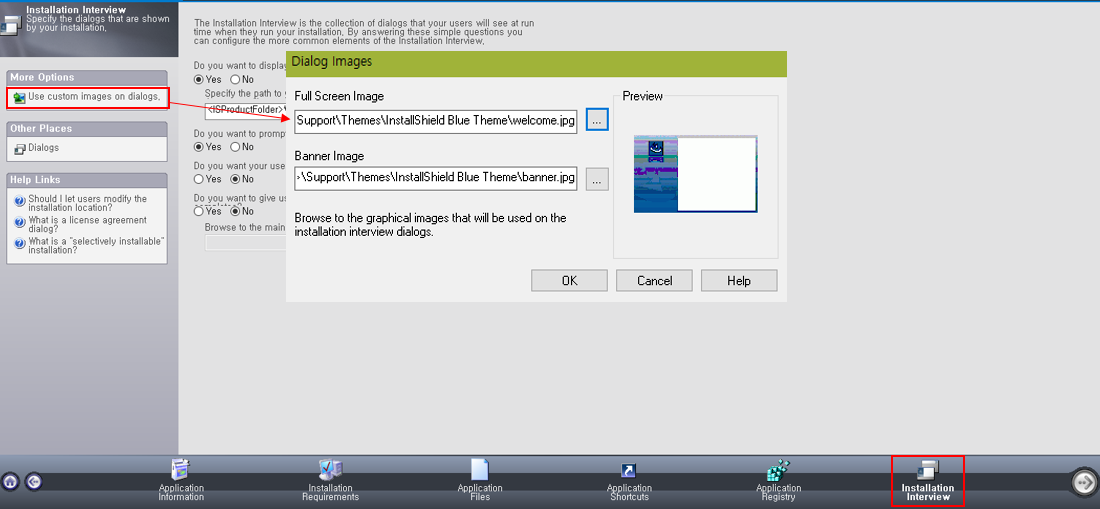 Installation Interview
Specify the dialogs that are shown
by your installation.
The Installation Interview is the collection of dialogs that your users will see at run
time when they run your installation. By answering these simple questions you
can configure the more common elements of the Installation Interview.
More Options
Use custom images on dialogs.
Other Places
Dialogs
Help Links
Should I let users modify the
installation location?
What is a license agreement
dialog?
What is a "selectively installable"
installation?
Do you want to display
Yes No
Specify the path to
<ISProductFolder>
Do you want to prompt
Yes No
Do you want your use
Yes No
Do you want to give us
Yes No
Browse to the main
Dialog Images
Full Screen Image
Support\Themes\InstallShield Blue Theme\welcome.jpg
...
Banner Image
>\Support\Themes\InstallShield Blue Theme\banner.jpg
...
Browse to the graphical images that will be used on the
installation interview dialogs.
Preview
OK
Cancel
Help
Application
Information
Installation
Requirements
Application
Files
Application
Shortcuts
Application
Registry
Installation
Interview